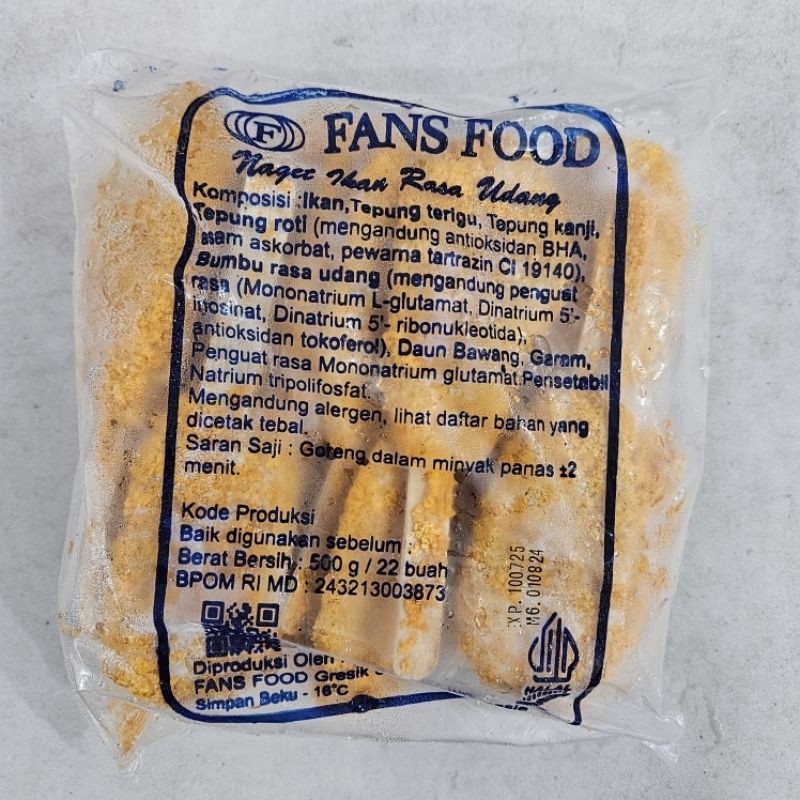 F FANS FOOD
Naget Ikan Rasa Udang
Komposisi :Ikan,Tepung terigu, Tepung kanji,
Tepung roti (mengandung antioksidan BHA,
asam askorbat, pewarna tartrazin CI 19140),
Bumbu rasa udang (mengandung penguat
rasa (Mononatrium L-glutamat, Dinatrium 5'-
inosinat, Dinatrium 5'- ribonukleotida),
antioksidan tokoferol), Daun Bawang, Garam,
Penguat rasa Mononatrium glutamat.Pensetabil
Natrium tripolifosfat.
Mengandung alergen, lihat daftar bahan yang
dicetak tebal.
Saran Saji : Goreng dalam minyak panas ±2
menit.
Kode Produksi
Baik digunakan sebelum :
Berat Bersih : 500 g / 22 buah
BPOM RI MD : 243213003873
EXP. 100725
M6. 010824
Diproduksi Oleh
FANS FOOD Gresik
Simpan Beku - 18°C
HALAL